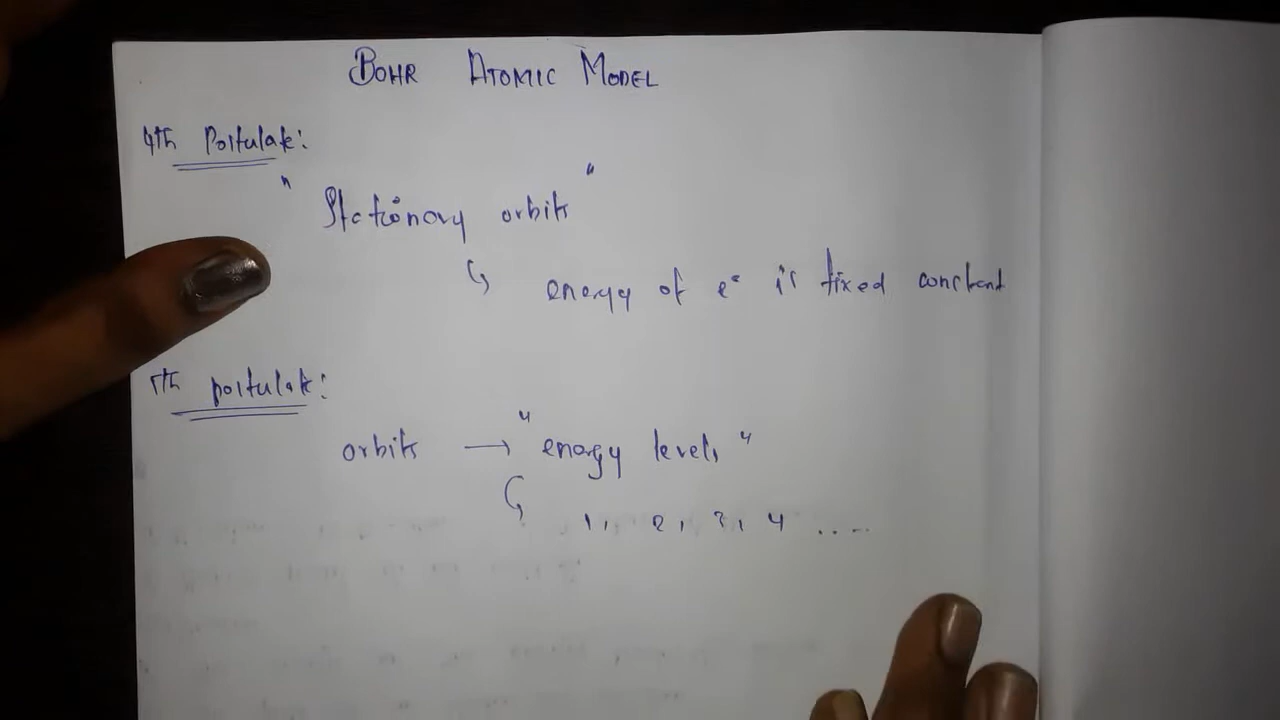 BOHR ATOMIC MODEL
4th Postulate:
" Stationary orbits "
energy of e⁻ is fixed constant
5th postulate:
orbits → "energy levels"
1, 2, 3, 4 ....